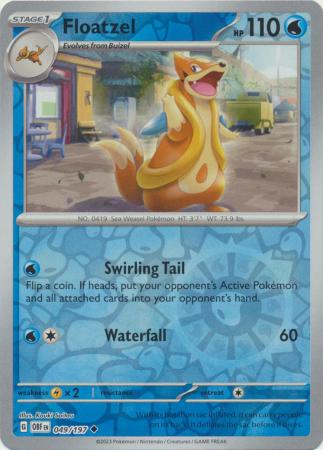 STAGE 1
Floatzel
HP 110
Evolves from Buizel
NO. 0419 Sea Weasel Pokémon HT: 3'7" WT: 73.9 lbs
Swirling Tail
Flip a coin. If heads, put your opponent's Active Pokémon
and all attached cards into your opponent's hand.
Waterfall 60
weakness ×2 resistance retreat
Illus. Kouki Saitou
G OBF EN 049/197
©2023 Pokémon / Nintendo / Creatures / GAME FREAK